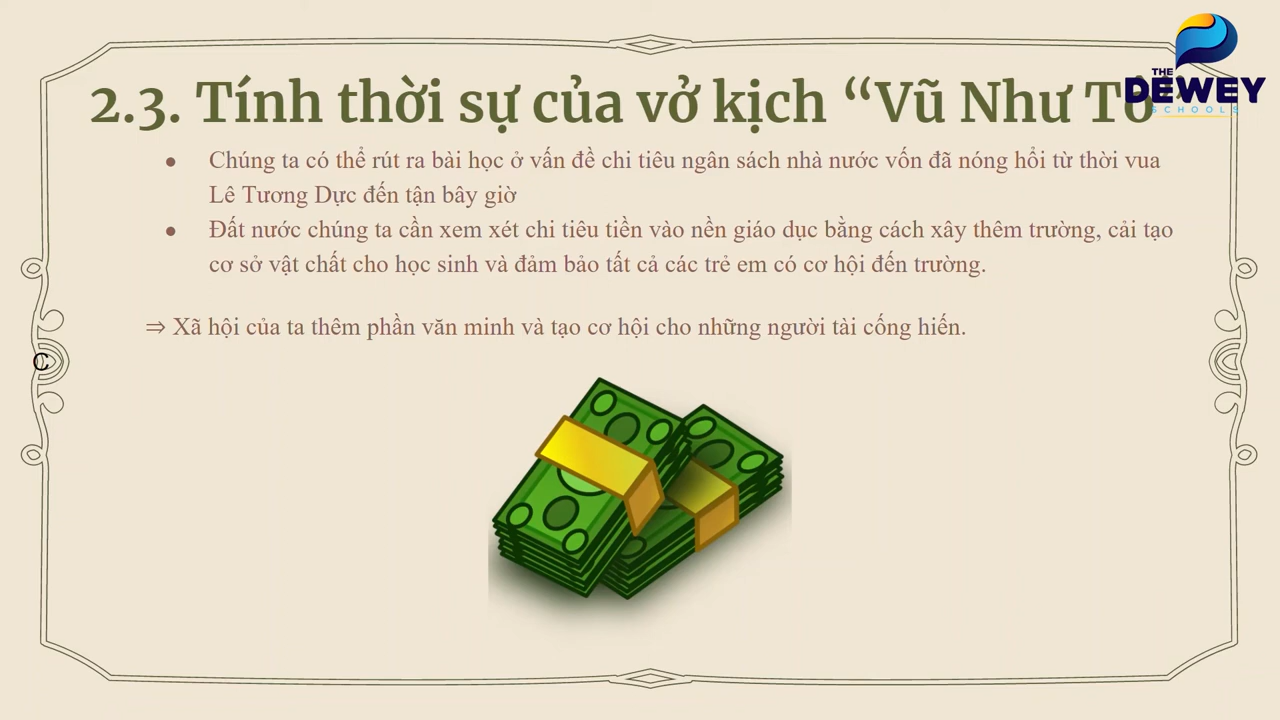 THE
DEWEY
SCHOOLS
2.3. Tính thời sự của vở kịch “Vũ Như Tô”
● Chúng ta có thể rút ra bài học ở vấn đề chi tiêu ngân sách nhà nước vốn đã nóng hổi từ thời vua
Lê Tương Dực đến tận bây giờ
● Đất nước chúng ta cần xem xét chi tiêu tiền vào nền giáo dục bằng cách xây thêm trường, cải tạo
cơ sở vật chất cho học sinh và đảm bảo tất cả các trẻ em có cơ hội đến trường.
⇒ Xã hội của ta thêm phần văn minh và tạo cơ hội cho những người tài cống hiến.
C